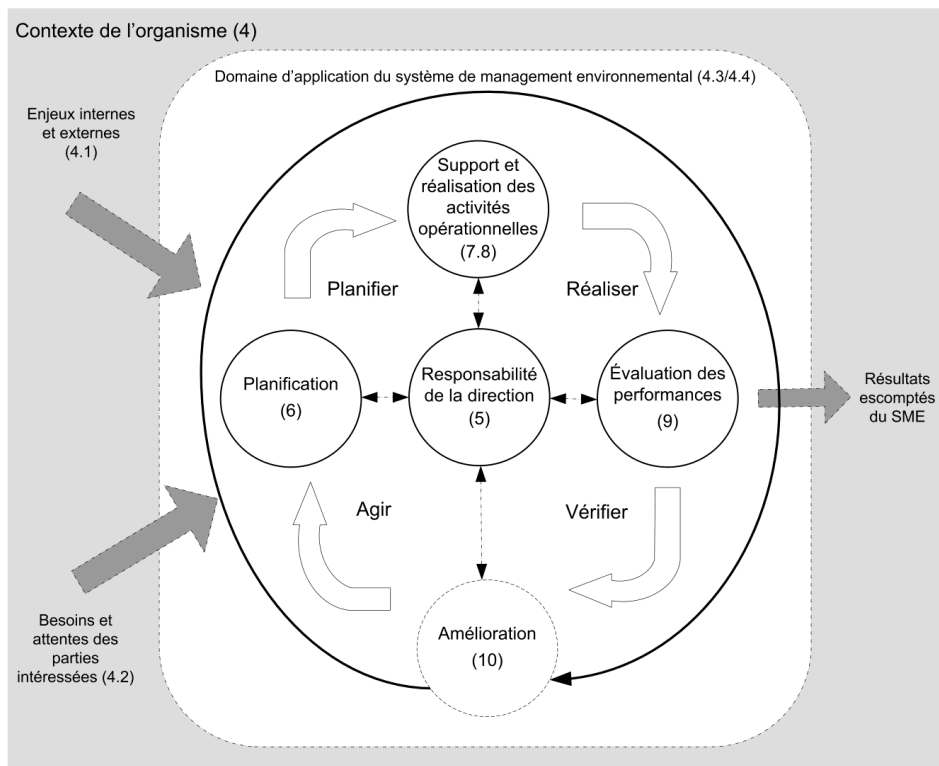 Contexte de l’organisme (4)
Domaine d’application du système de management environnemental (4.3/4.4)
Enjeux internes
et externes
(4.1)
Support et
réalisation des
activités
opérationnelles
(7.8)
Planifier
Réaliser
Planification
(6)
Responsabilité
de la direction
(5)
Évaluation des
performances
(9)
Résultats
escomptés
du SME
Agir
Vérifier
Besoins et
attentes des
parties
intéressées (4.2)
Amélioration
(10)